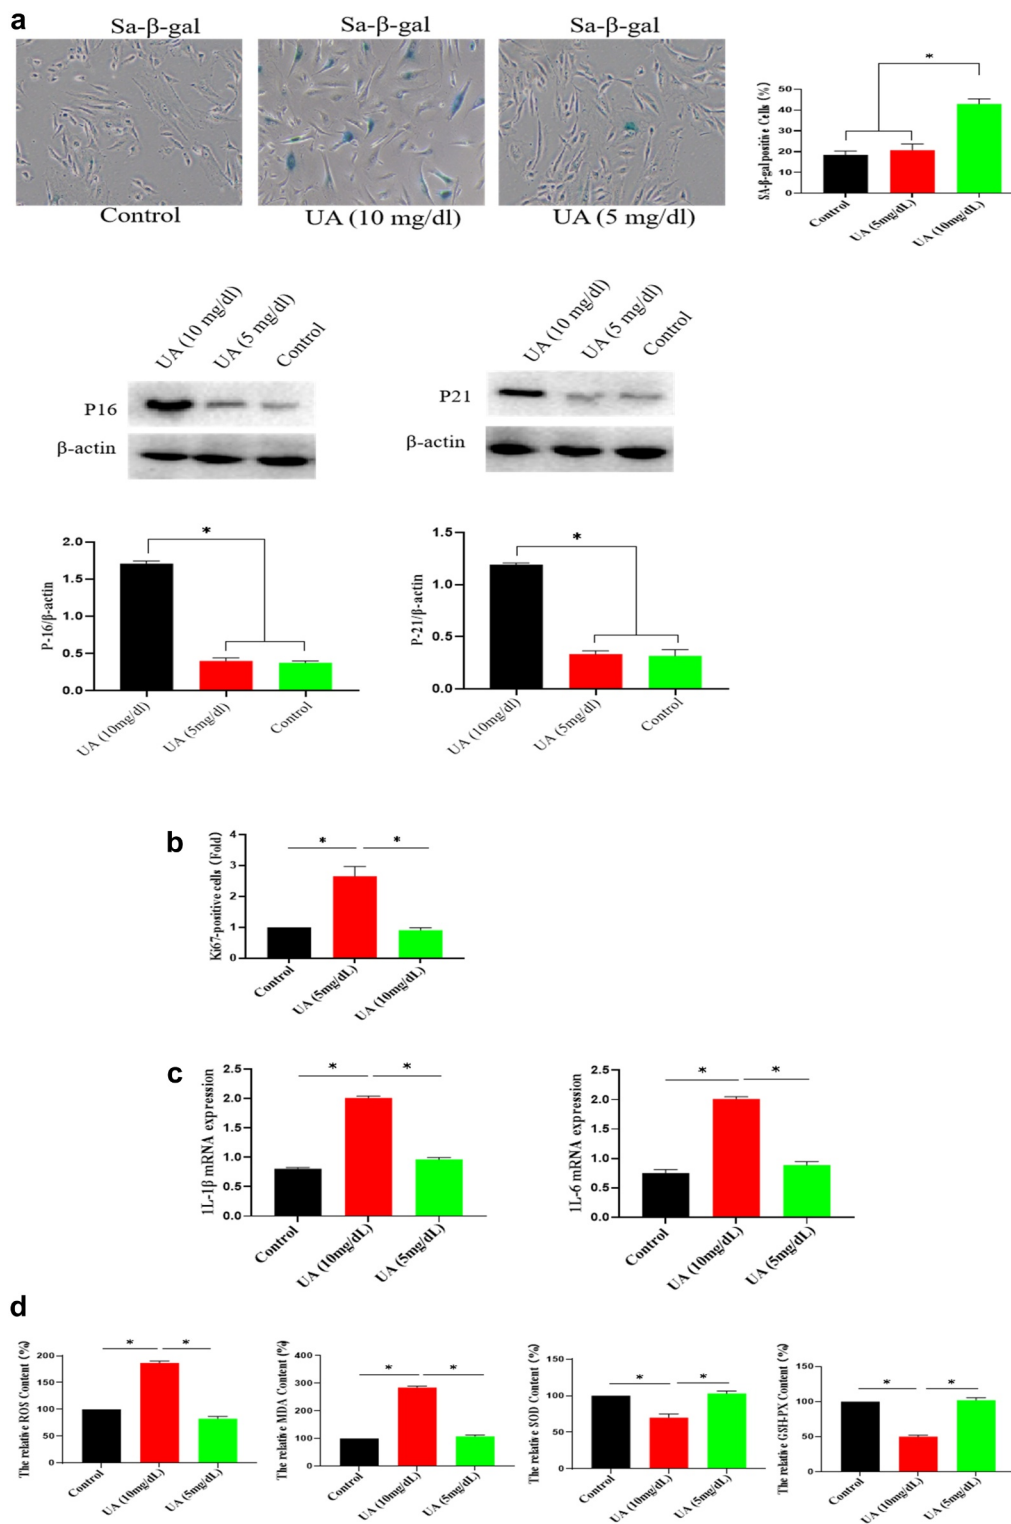 a
Sa-β-gal
Sa-β-gal
Sa-β-gal
Control
UA (10 mg/dl)
UA (5 mg/dl)
SA-β-gal positive Cells (%)
50
40
30
20
10
0
*
Control
UA (5mg/dL)
UA (10mg/dL)
UA (10 mg/dl)
UA (5 mg/dl)
Control
P16
β-actin
UA (10 mg/dl)
UA (5 mg/dl)
Control
P21
β-actin
P-16/β-actin
2.0
1.5
1.0
0.5
0.0
*
UA (10mg/dl)
UA (5mg/dl)
Control
P-21/β-actin
1.5
1.0
0.5
0.0
*
UA (10mg/dl)
UA (5mg/dl)
Control
b
Ki67-positive cells (Fold)
4
3
2
1
0
*
*
Control
UA (5mg/dL)
UA (10mg/dL)
c
1L-1β mRNA expression
2.5
2.0
1.5
1.0
0.5
0.0
*
*
Control
UA (10mg/dL)
UA (5mg/dL)
1L-6 mRNA expression
2.5
2.0
1.5
1.0
0.5
0.0
*
*
Control
UA (10mg/dL)
UA (5mg/dL)
d
The relative ROS Content (%)
200
150
100
50
0
*
*
Control
UA (10mg/dL)
UA (5mg/dL)
The relative MDA Content (%)
400
300
200
100
0
*
*
Control
UA (10mg/dL)
UA (5mg/dL)
The relative SOD Content (%)
150
100
50
0
*
*
Control
UA (10mg/dL)
UA (5mg/dL)
The relative GSH-PX Content (%)
150
100
50
0
*
*
Control
UA (10mg/dL)
UA (5mg/dL)